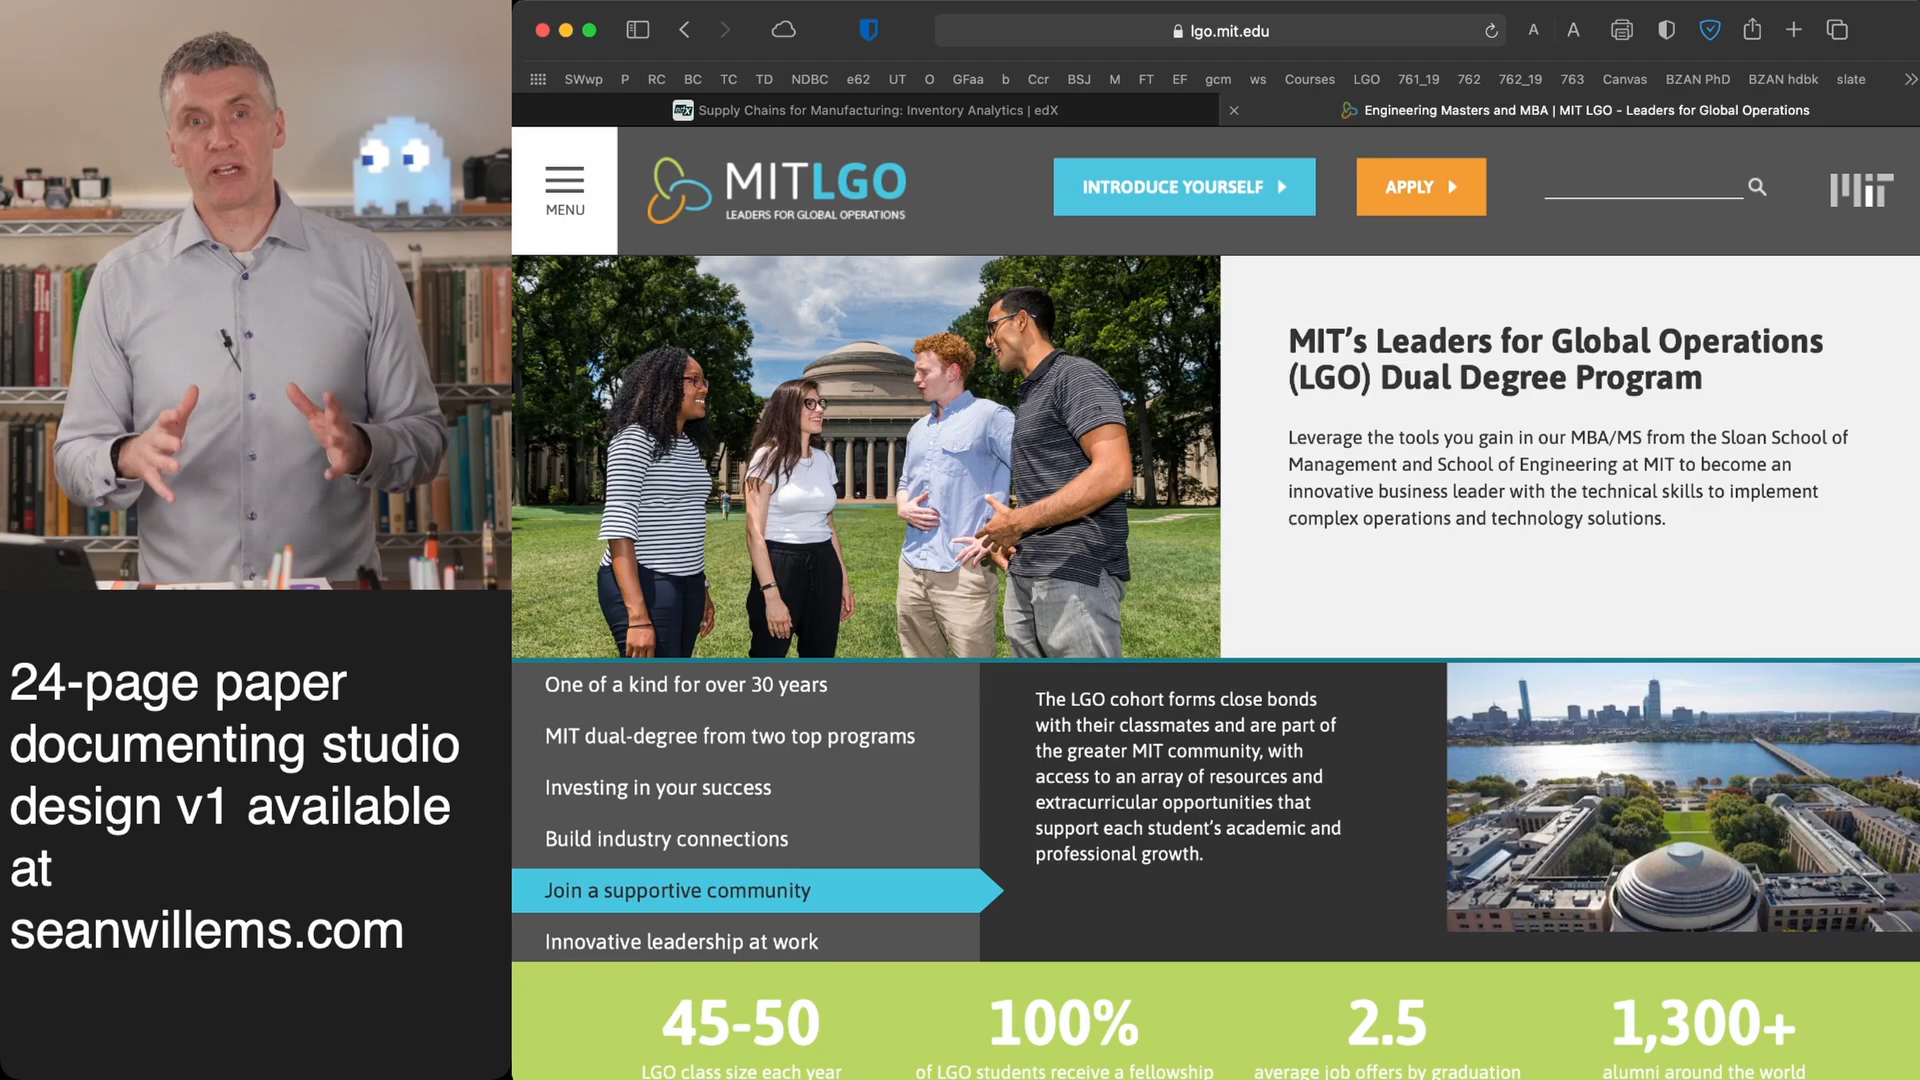 24-page paper
documenting studio
design v1 available
at
seanwillems.com
lgo.mit.edu
A A
SWwp P RC BC TC TD NDBC e62 UT O GFaa b Ccr BSJ M FT EF gcm ws Courses LGO 761_19 762 762_19 763 Canvas BZAN PhD BZAN hdbk slate
Supply Chains for Manufacturing: Inventory Analytics | edX
Engineering Masters and MBA | MIT LGO - Leaders for Global Operations
MENU
MITLGO
LEADERS FOR GLOBAL OPERATIONS
INTRODUCE YOURSELF
APPLY
MIT
MIT’s Leaders for Global Operations
(LGO) Dual Degree Program
Leverage the tools you gain in our MBA/MS from the Sloan School of
Management and School of Engineering at MIT to become an
innovative business leader with the technical skills to implement
complex operations and technology solutions.
One of a kind for over 30 years
MIT dual-degree from two top programs
Investing in your success
Build industry connections
Join a supportive community
Innovative leadership at work
The LGO cohort forms close bonds
with their classmates and are part of
the greater MIT community, with
access to an array of resources and
extracurricular opportunities that
support each student’s academic and
professional growth.
45-50
LGO class size each year
100%
of LGO students receive a fellowship
2.5
average job offers by graduation
1,300+
alumni around the world